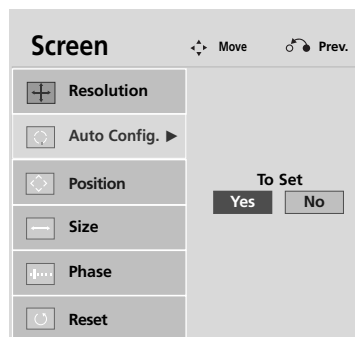 Screen
Move
Prev.
Resolution
Auto Config. ►
Position
To Set
Yes No
Size
Phase
Reset